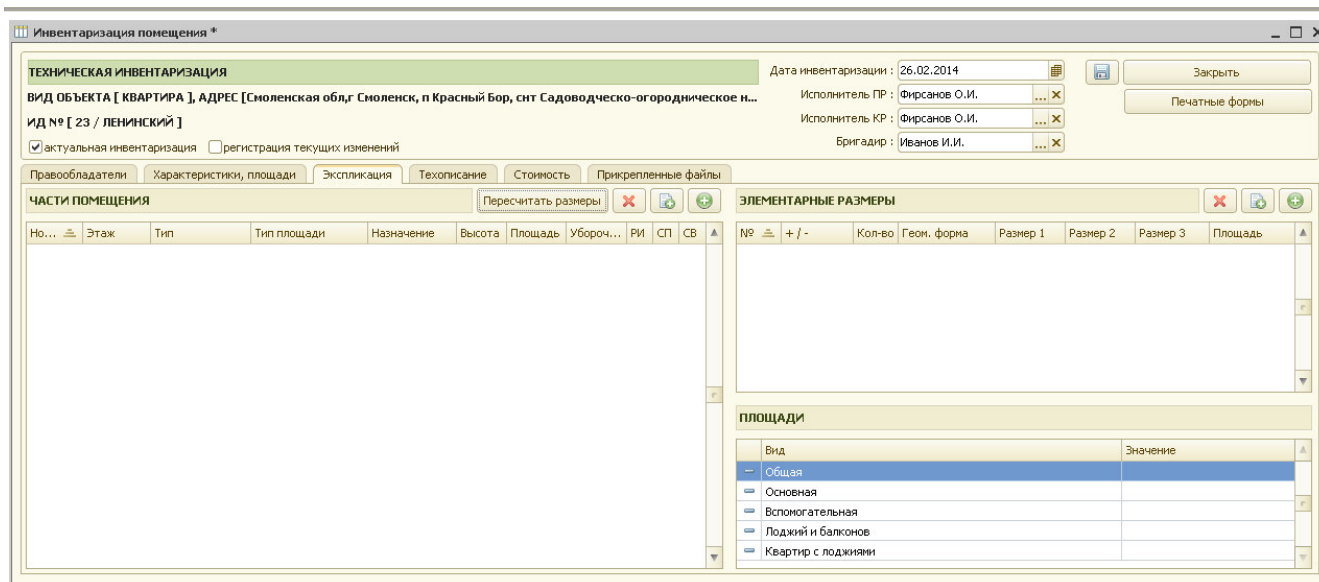 Инвентаризация помещения *
ТЕХНИЧЕСКАЯ ИНВЕНТАРИЗАЦИЯ
Дата инвентаризации : 26.02.2014
Закрыть
ВИД ОБЪЕКТА [ КВАРТИРА ], АДРЕС [Смоленская обл,г Смоленск, п Красный Бор, снт Садоводческо-огородническое н...
Исполнитель ПР : Фирсанов О.И. ...
Печатные формы
ИД № [ 23 / ЛЕНИНСКИЙ ]
Исполнитель КР : Фирсанов О.И. ...
актуальная инвентаризация регистрация текущих изменений
Бригадир : Иванов И.И. ...
Правообладатели Характеристики, площади Экспликация Техописание Стоимость Прикрепленные файлы
ЧАСТИ ПОМЕЩЕНИЯ Пересчитать размеры
ЭЛЕМЕНТАРНЫЕ РАЗМЕРЫ
Но... Этаж Тип Тип площади Назначение Высота Площадь Убороч... РИ СП СВ
№ + / - Кол-во Геом. форма Размер 1 Размер 2 Размер 3 Площадь
ПЛОЩАДИ
Вид Значение
Общая
Основная
Вспомогательная
Лоджий и балконов
Квартир с лоджиями